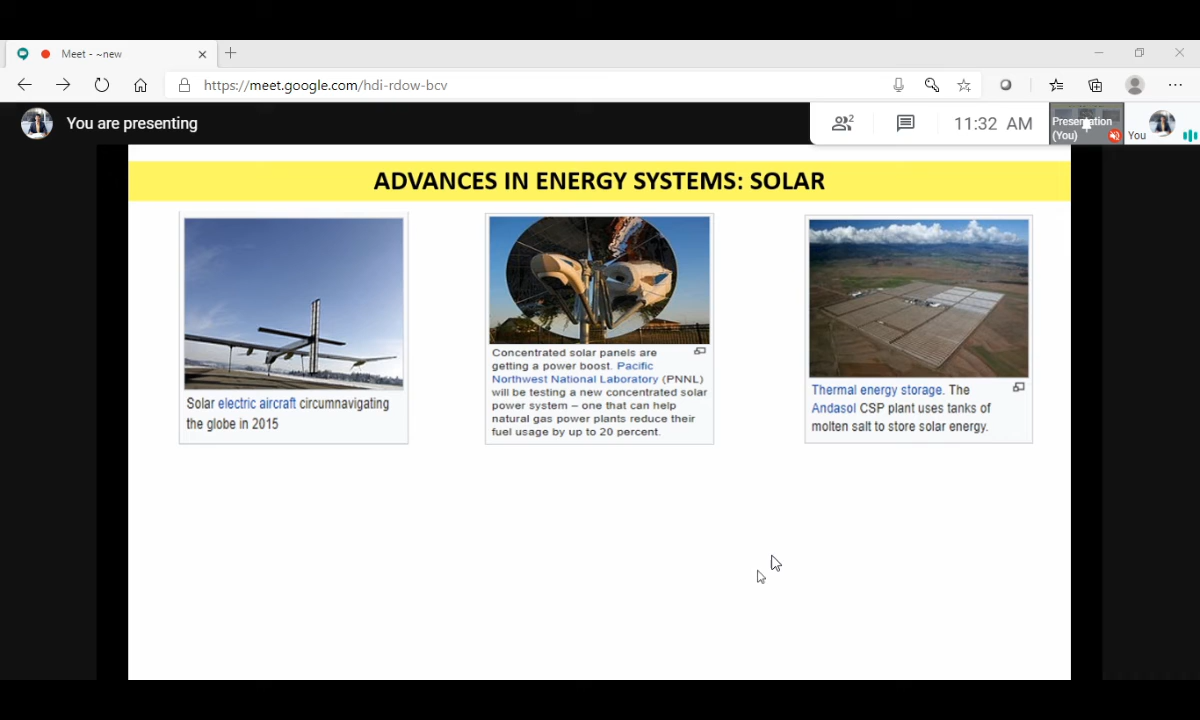 Meet - ~new
https://meet.google.com/hdi-rdow-bcv
You are presenting
2
11:32 AM
Presentation
(You)
You
ADVANCES IN ENERGY SYSTEMS: SOLAR
Solar electric aircraft circumnavigating
the globe in 2015
Concentrated solar panels are
getting a power boost. Pacific
Northwest National Laboratory (PNNL)
will be testing a new concentrated solar
power system – one that can help
natural gas power plants reduce their
fuel usage by up to 20 percent.
Thermal energy storage. The
Andasol CSP plant uses tanks of
molten salt to store solar energy.